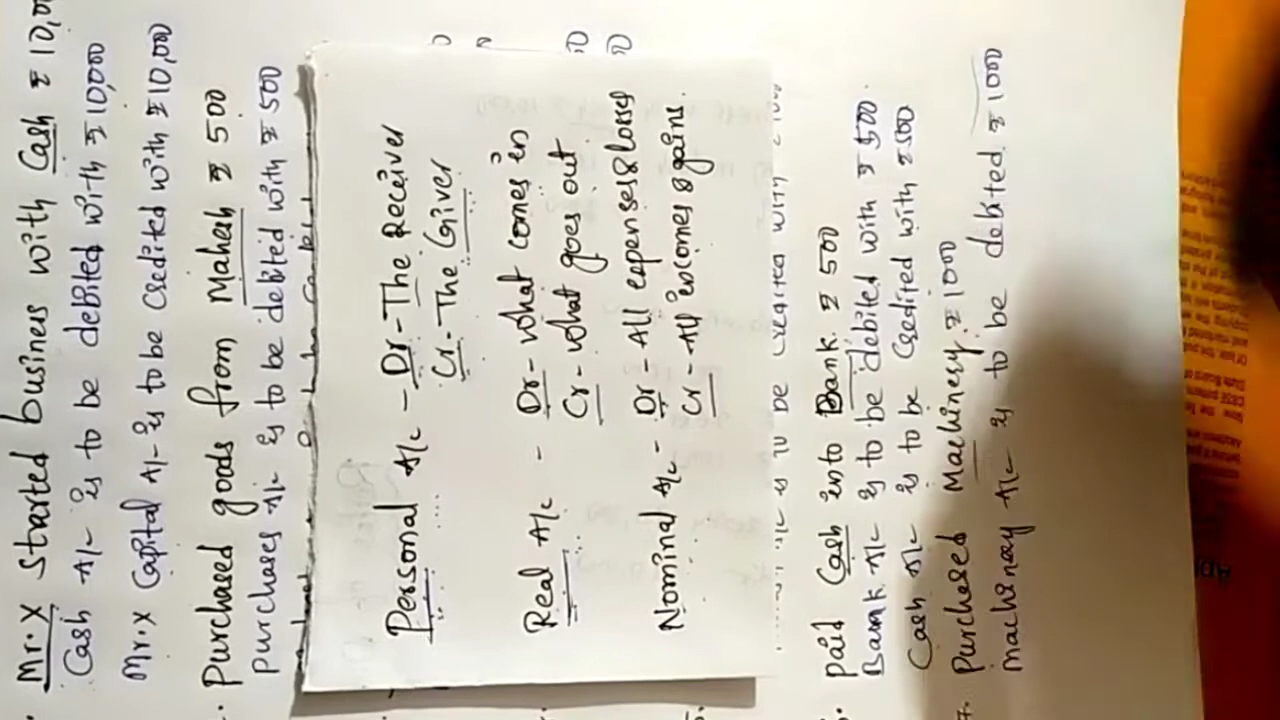 Mr. X started business with Cash ₹ 10,0
Cash A/c is to be debited with ₹ 10,000
Mr. X Capital A/c is to be credited with ₹ 10,000
Purchased goods from Mahesh ₹ 500
purchases A/c is to be debited with ₹ 500
Personal A/c - Dr - The Receiver
Cr - The Giver
Real A/c - Dr - what comes in
Cr - what goes out
Nominal A/c - Dr - All expenses & losses
Cr - All incomes & gains.
paid Cash into Bank ₹ 500
Bank A/c is to be debited with ₹ 500.
Cash A/c is to be Credited with ₹ 500
7. Purchased Machinery ₹ 1000
Machinary A/c is to be debited ₹ 1000